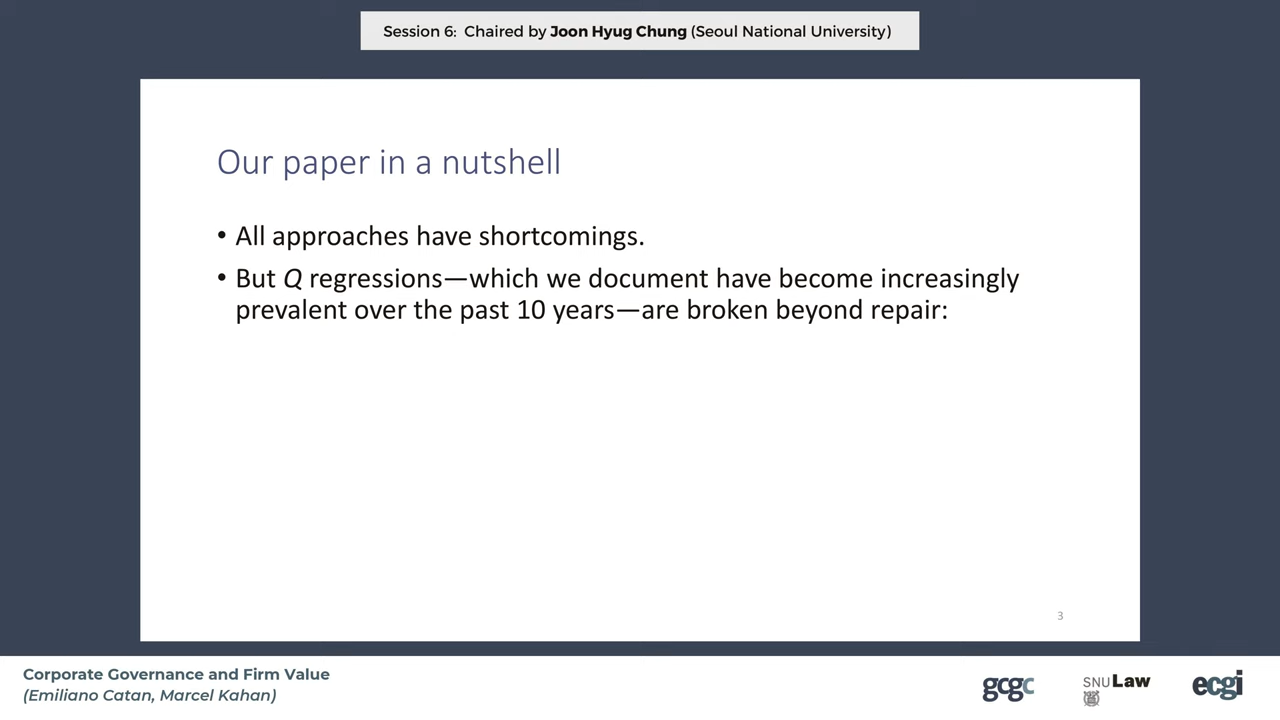 Session 6: Chaired by Joon Hyug Chung (Seoul National University)
Our paper in a nutshell
• All approaches have shortcomings.
• But Q regressions—which we document have become increasingly
prevalent over the past 10 years—are broken beyond repair:
3
Corporate Governance and Firm Value
(Emiliano Catan, Marcel Kahan)
gcgc
SNU Law
ecgi